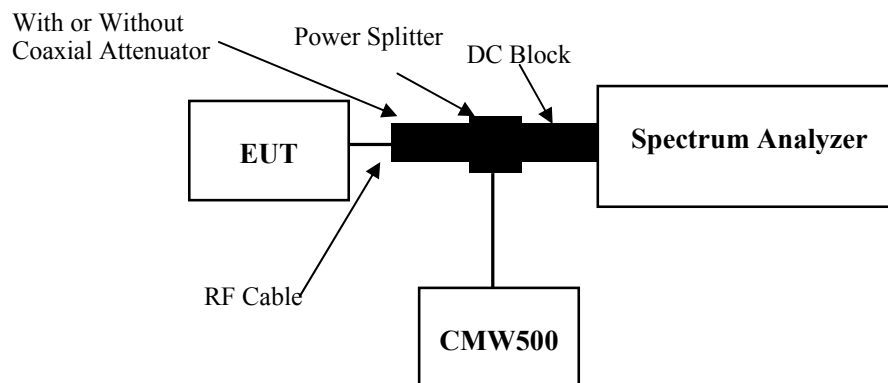 With or Without
Coaxial Attenuator
Power Splitter
DC Block
EUT
Spectrum Analyzer
RF Cable
CMW500